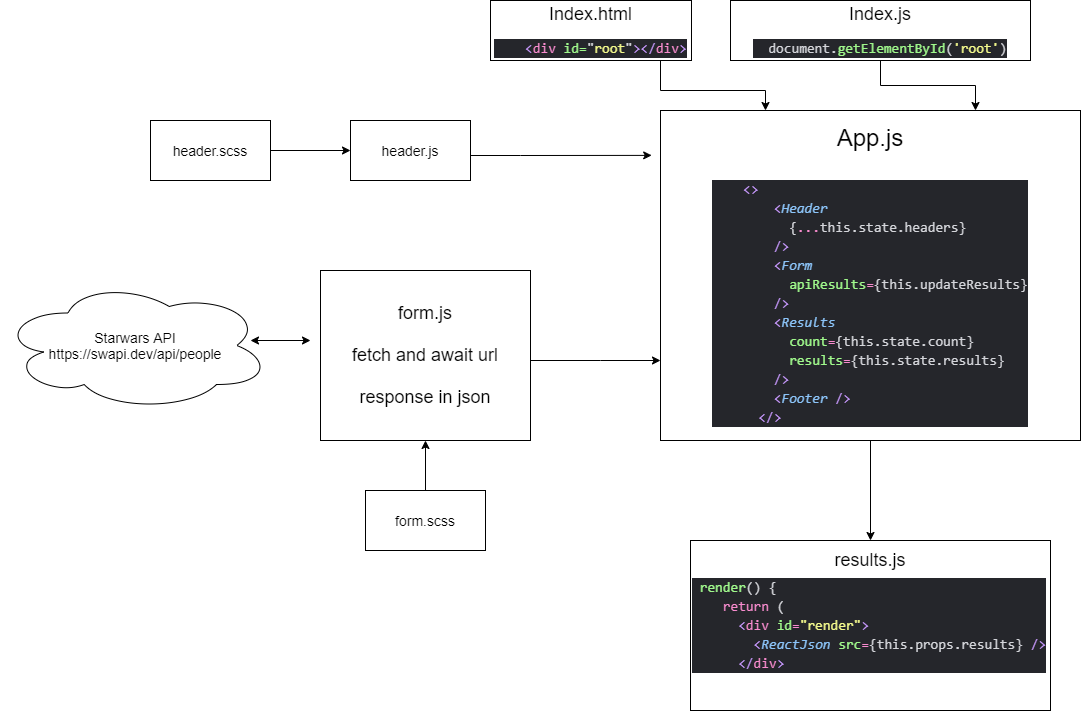 Index.html
<div id="root"></div>
Index.js
document.getElementById('root')
header.scss
header.js
App.js
<>
<Header
{...this.state.headers}
/>
<Form
apiResults={this.updateResults}
/>
<Results
count={this.state.count}
results={this.state.results}
/>
<Footer />
</>
Starwars API
https://swapi.dev/api/people
form.js
fetch and await url
response in json
form.scss
results.js
render() {
return (
<div id="render">
<ReactJson src={this.props.results} />
</div>